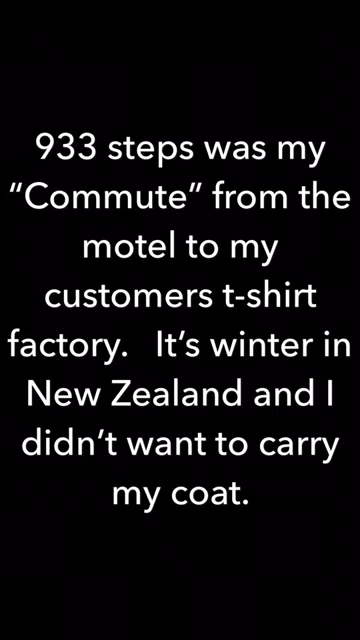 933 steps was my
“Commute” from the
motel to my
customers t-shirt
factory.   It’s winter in
New Zealand and I
didn’t want to carry
my coat.